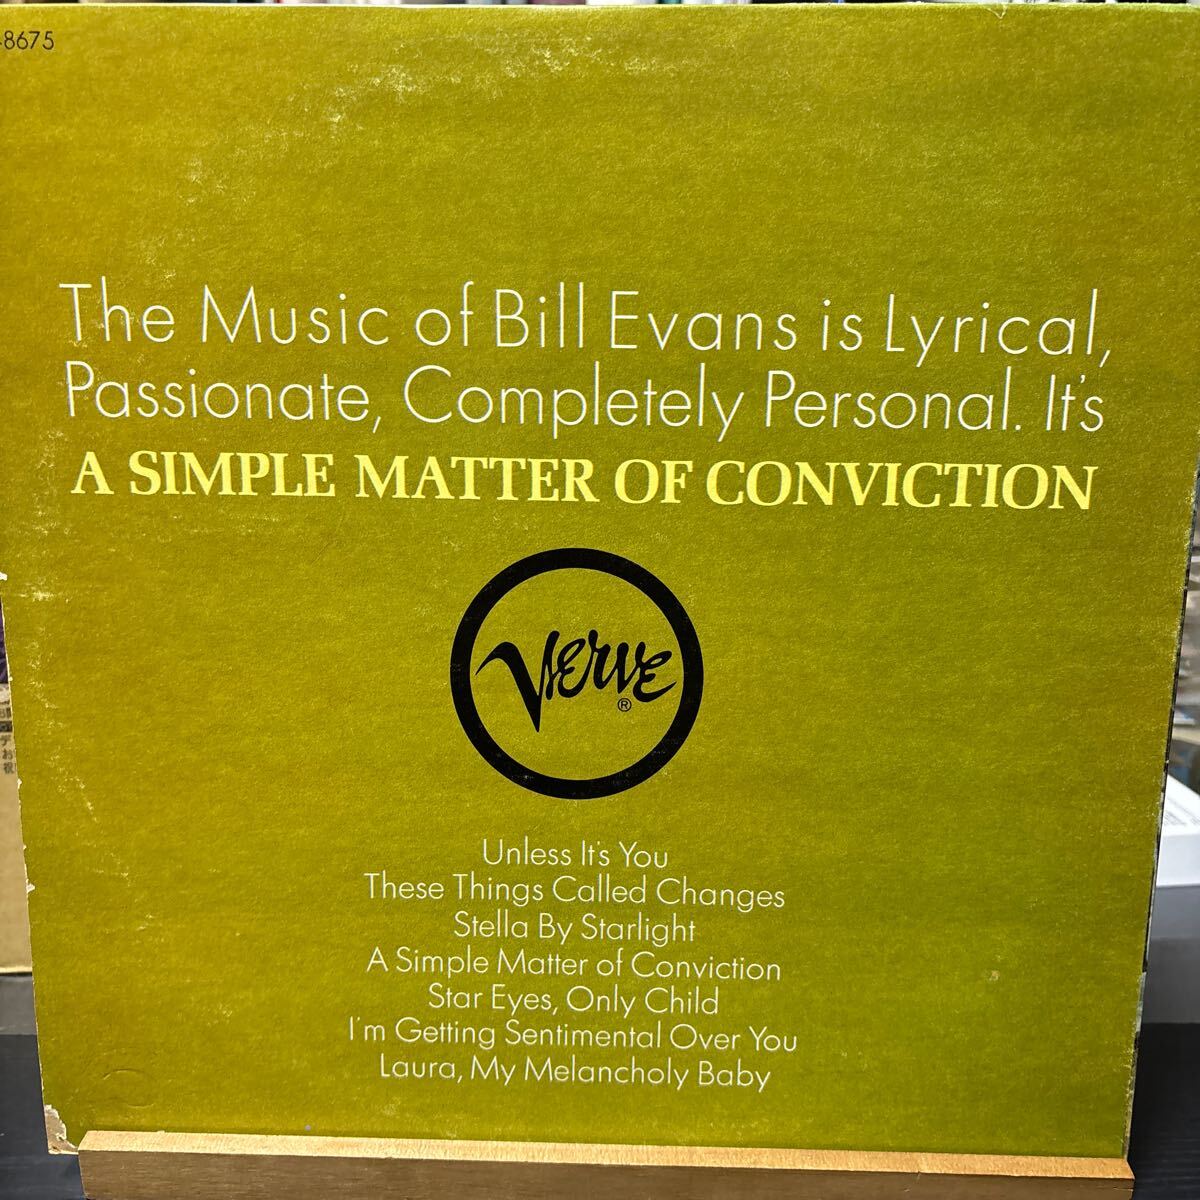 -8675
The Music of Bill Evans is Lyrical,
Passionate, Completely Personal. It's
A SIMPLE MATTER OF CONVICTION
Verve®
Unless It's You
These Things Called Changes
Stella By Starlight
A Simple Matter of Conviction
Star Eyes, Only Child
I'm Getting Sentimental Over You
Laura, My Melancholy Baby